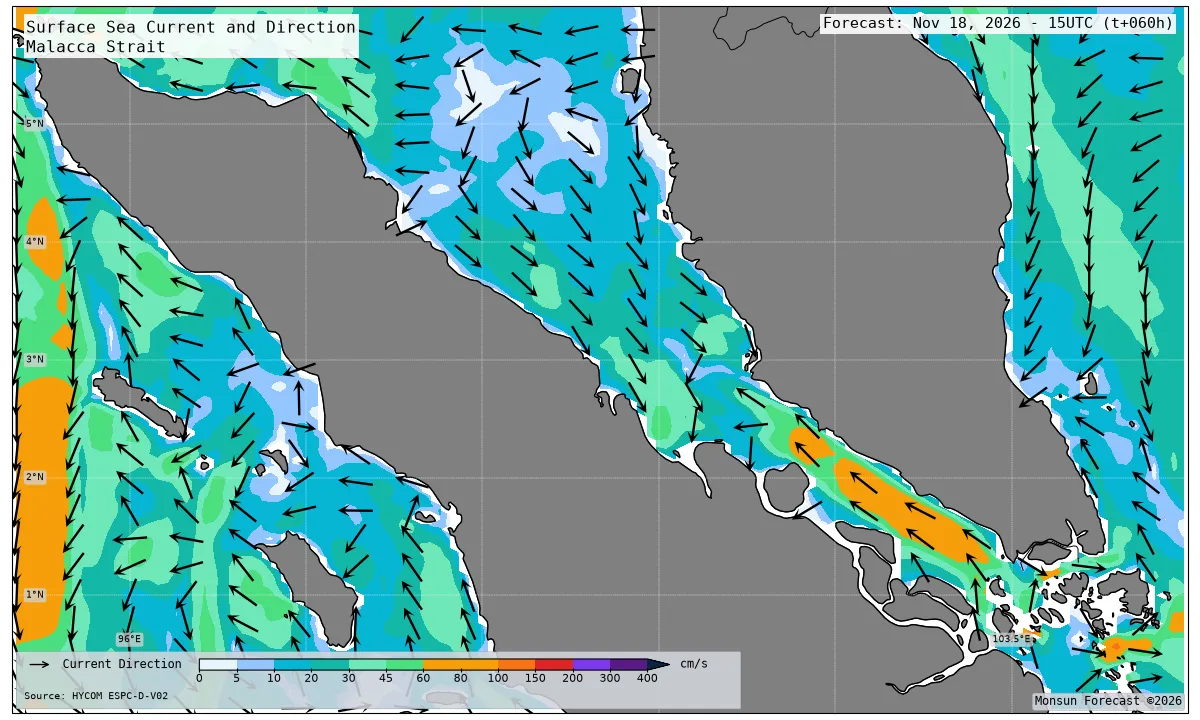 Surface Sea Current and Direction
Malacca Strait
Forecast: Nov 18, 2026 - 15UTC (t+060h)
5°N
4°N
3°N
2°N
1°N
96°E
103.5°E
Current Direction
0 5 10 20 30 45 60 80 100 150 200 300 400
cm/s
Source: HYCOM ESPC-D-V02
Monsun Forecast ©2026